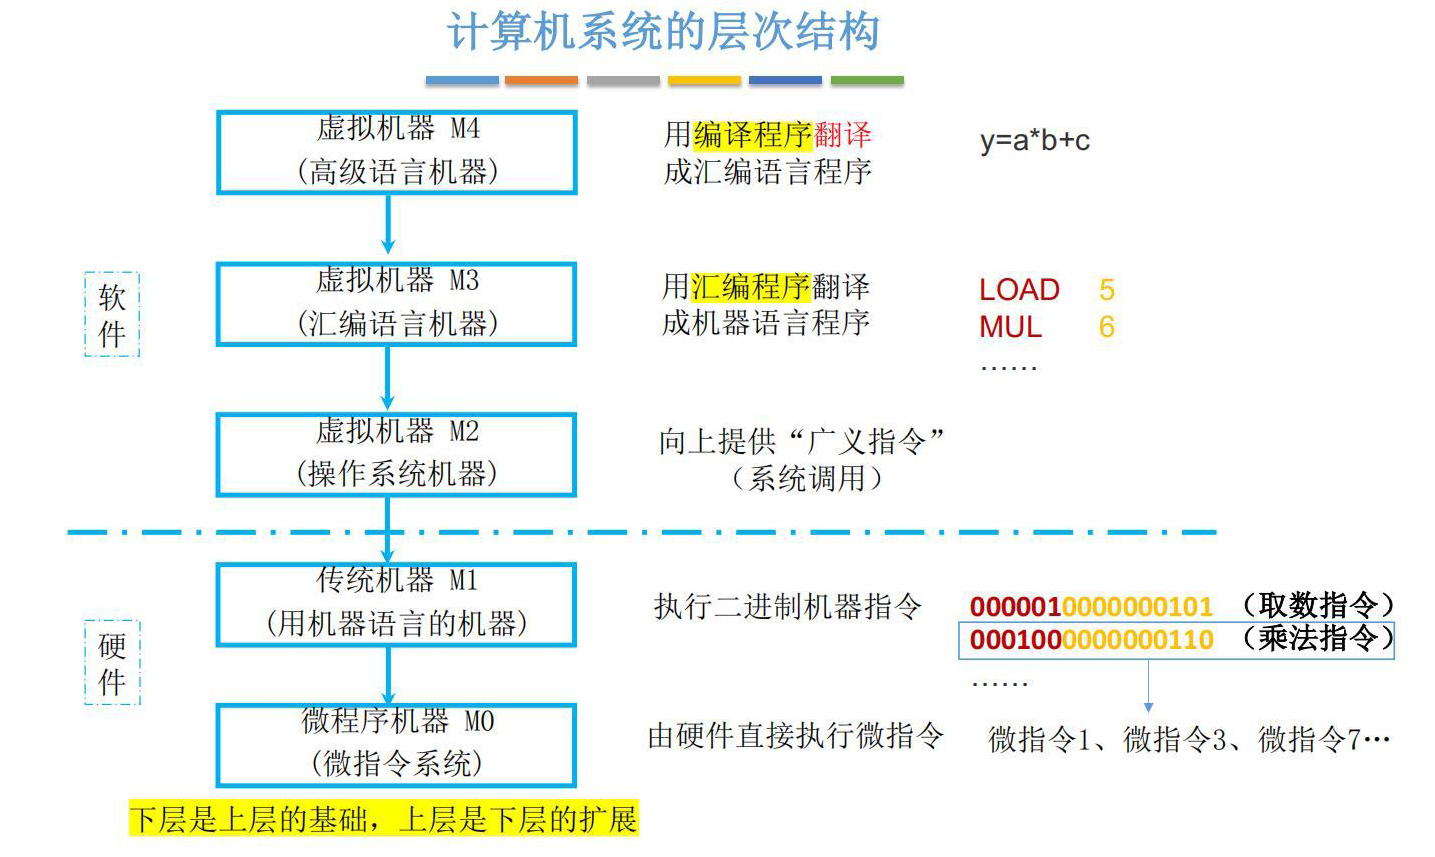 计算机系统的层次结构
虚拟机器 M4
(高级语言机器)
用编译程序翻译
成汇编语言程序
y=a*b+c
软
件
虚拟机器 M3
(汇编语言机器)
用汇编程序翻译
成机器语言程序
LOAD 5
MUL 6
……
虚拟机器 M2
(操作系统机器)
向上提供“广义指令”
（系统调用）
硬
件
传统机器 M1
(用机器语言的机器)
执行二进制机器指令
0000010000000101 （取数指令）
0001000000000110 （乘法指令）
……
微程序机器 M0
(微指令系统)
由硬件直接执行微指令
微指令1、微指令3、微指令7…
下层是上层的基础，上层是下层的扩展